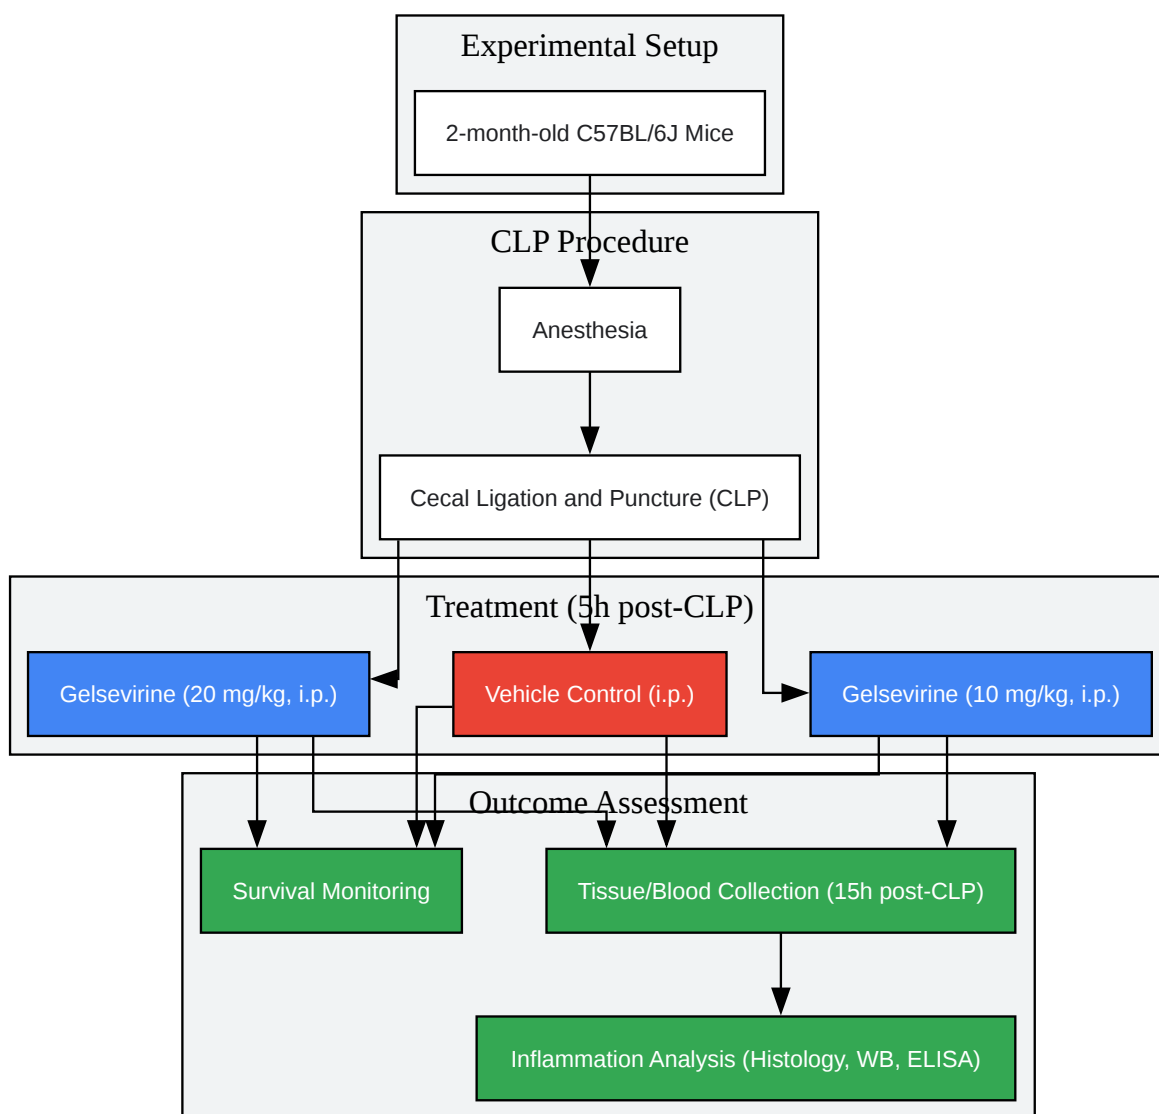 Experimental Setup
2-month-old C57BL/6J Mice
CLP Procedure
Anesthesia
Cecal Ligation and Puncture (CLP)
Treatment (5h post-CLP)
Gelsevirine (20 mg/kg, i.p.)
Vehicle Control (i.p.)
Gelsevirine (10 mg/kg, i.p.)
Outcome Assessment
Survival Monitoring
Tissue/Blood Collection (15h post-CLP)
Inflammation Analysis (Histology, WB, ELISA)